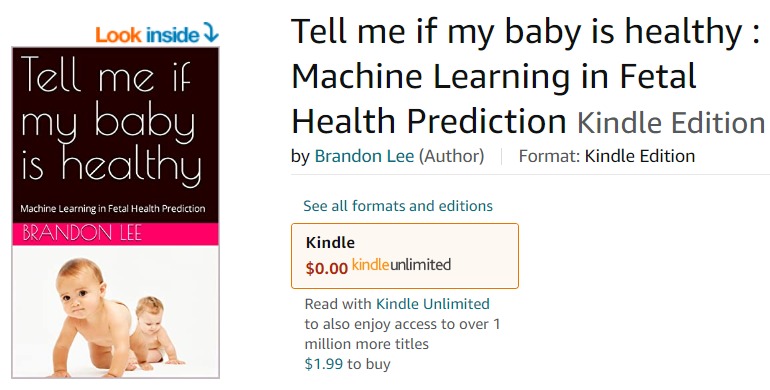 Look inside
Tell me if
my baby
is healthy
Machine Learning in Fetal Health Prediction
BRANDON LEE
Tell me if my baby is healthy :
Machine Learning in Fetal
Health Prediction Kindle Edition
by Brandon Lee (Author) Format: Kindle Edition
See all formats and editions
Kindle
$0.00 kindleunlimited
Read with Kindle Unlimited
to also enjoy access to over 1
million more titles
$1.99 to buy